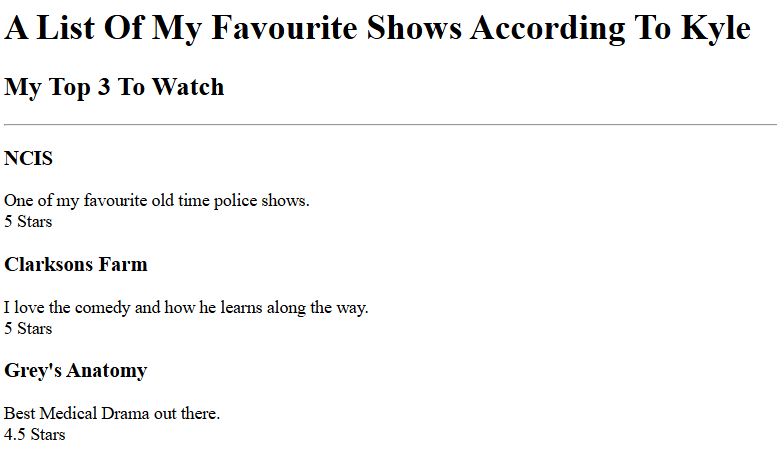 A List Of My Favourite Shows According To Kyle
My Top 3 To Watch
NCIS
One of my favourite old time police shows.
5 Stars
Clarksons Farm
I love the comedy and how he learns along the way.
5 Stars
Grey's Anatomy
Best Medical Drama out there.
4.5 Stars